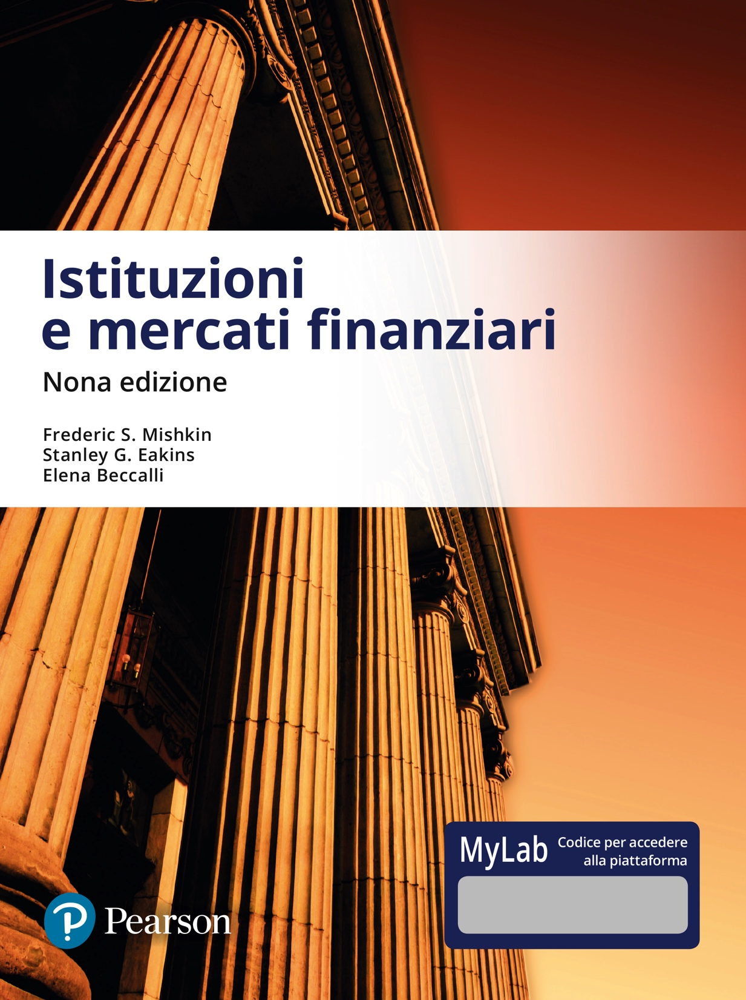 Istituzioni
e mercati finanziari
Nona edizione
Frederic S. Mishkin
Stanley G. Eakins
Elena Beccalli
MyLab
Codice per accedere
alla piattaforma
Pearson